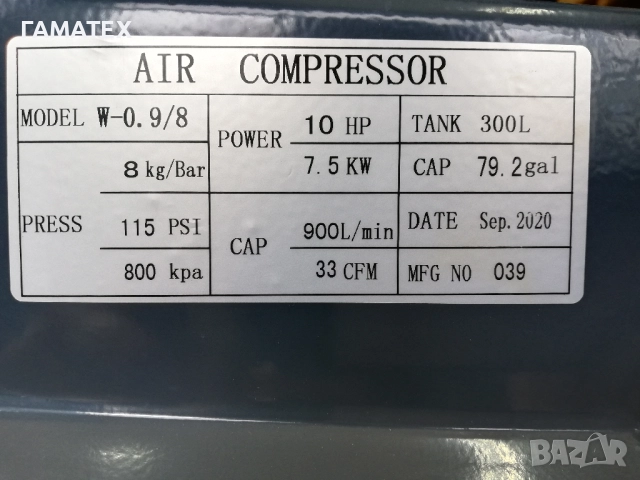 ГАМАТЕХ
AIR COMPRESSOR
MODEL W-0.9/8
PRESS
8 kg/Bar
115 PSI
800 kpa
POWER
10 HP
7.5 KW
CAP
900L/min
33 CFM
TANK 300L
CAP 79.2gal
DATE Sep.2020
MFG NO 039
BAZAR